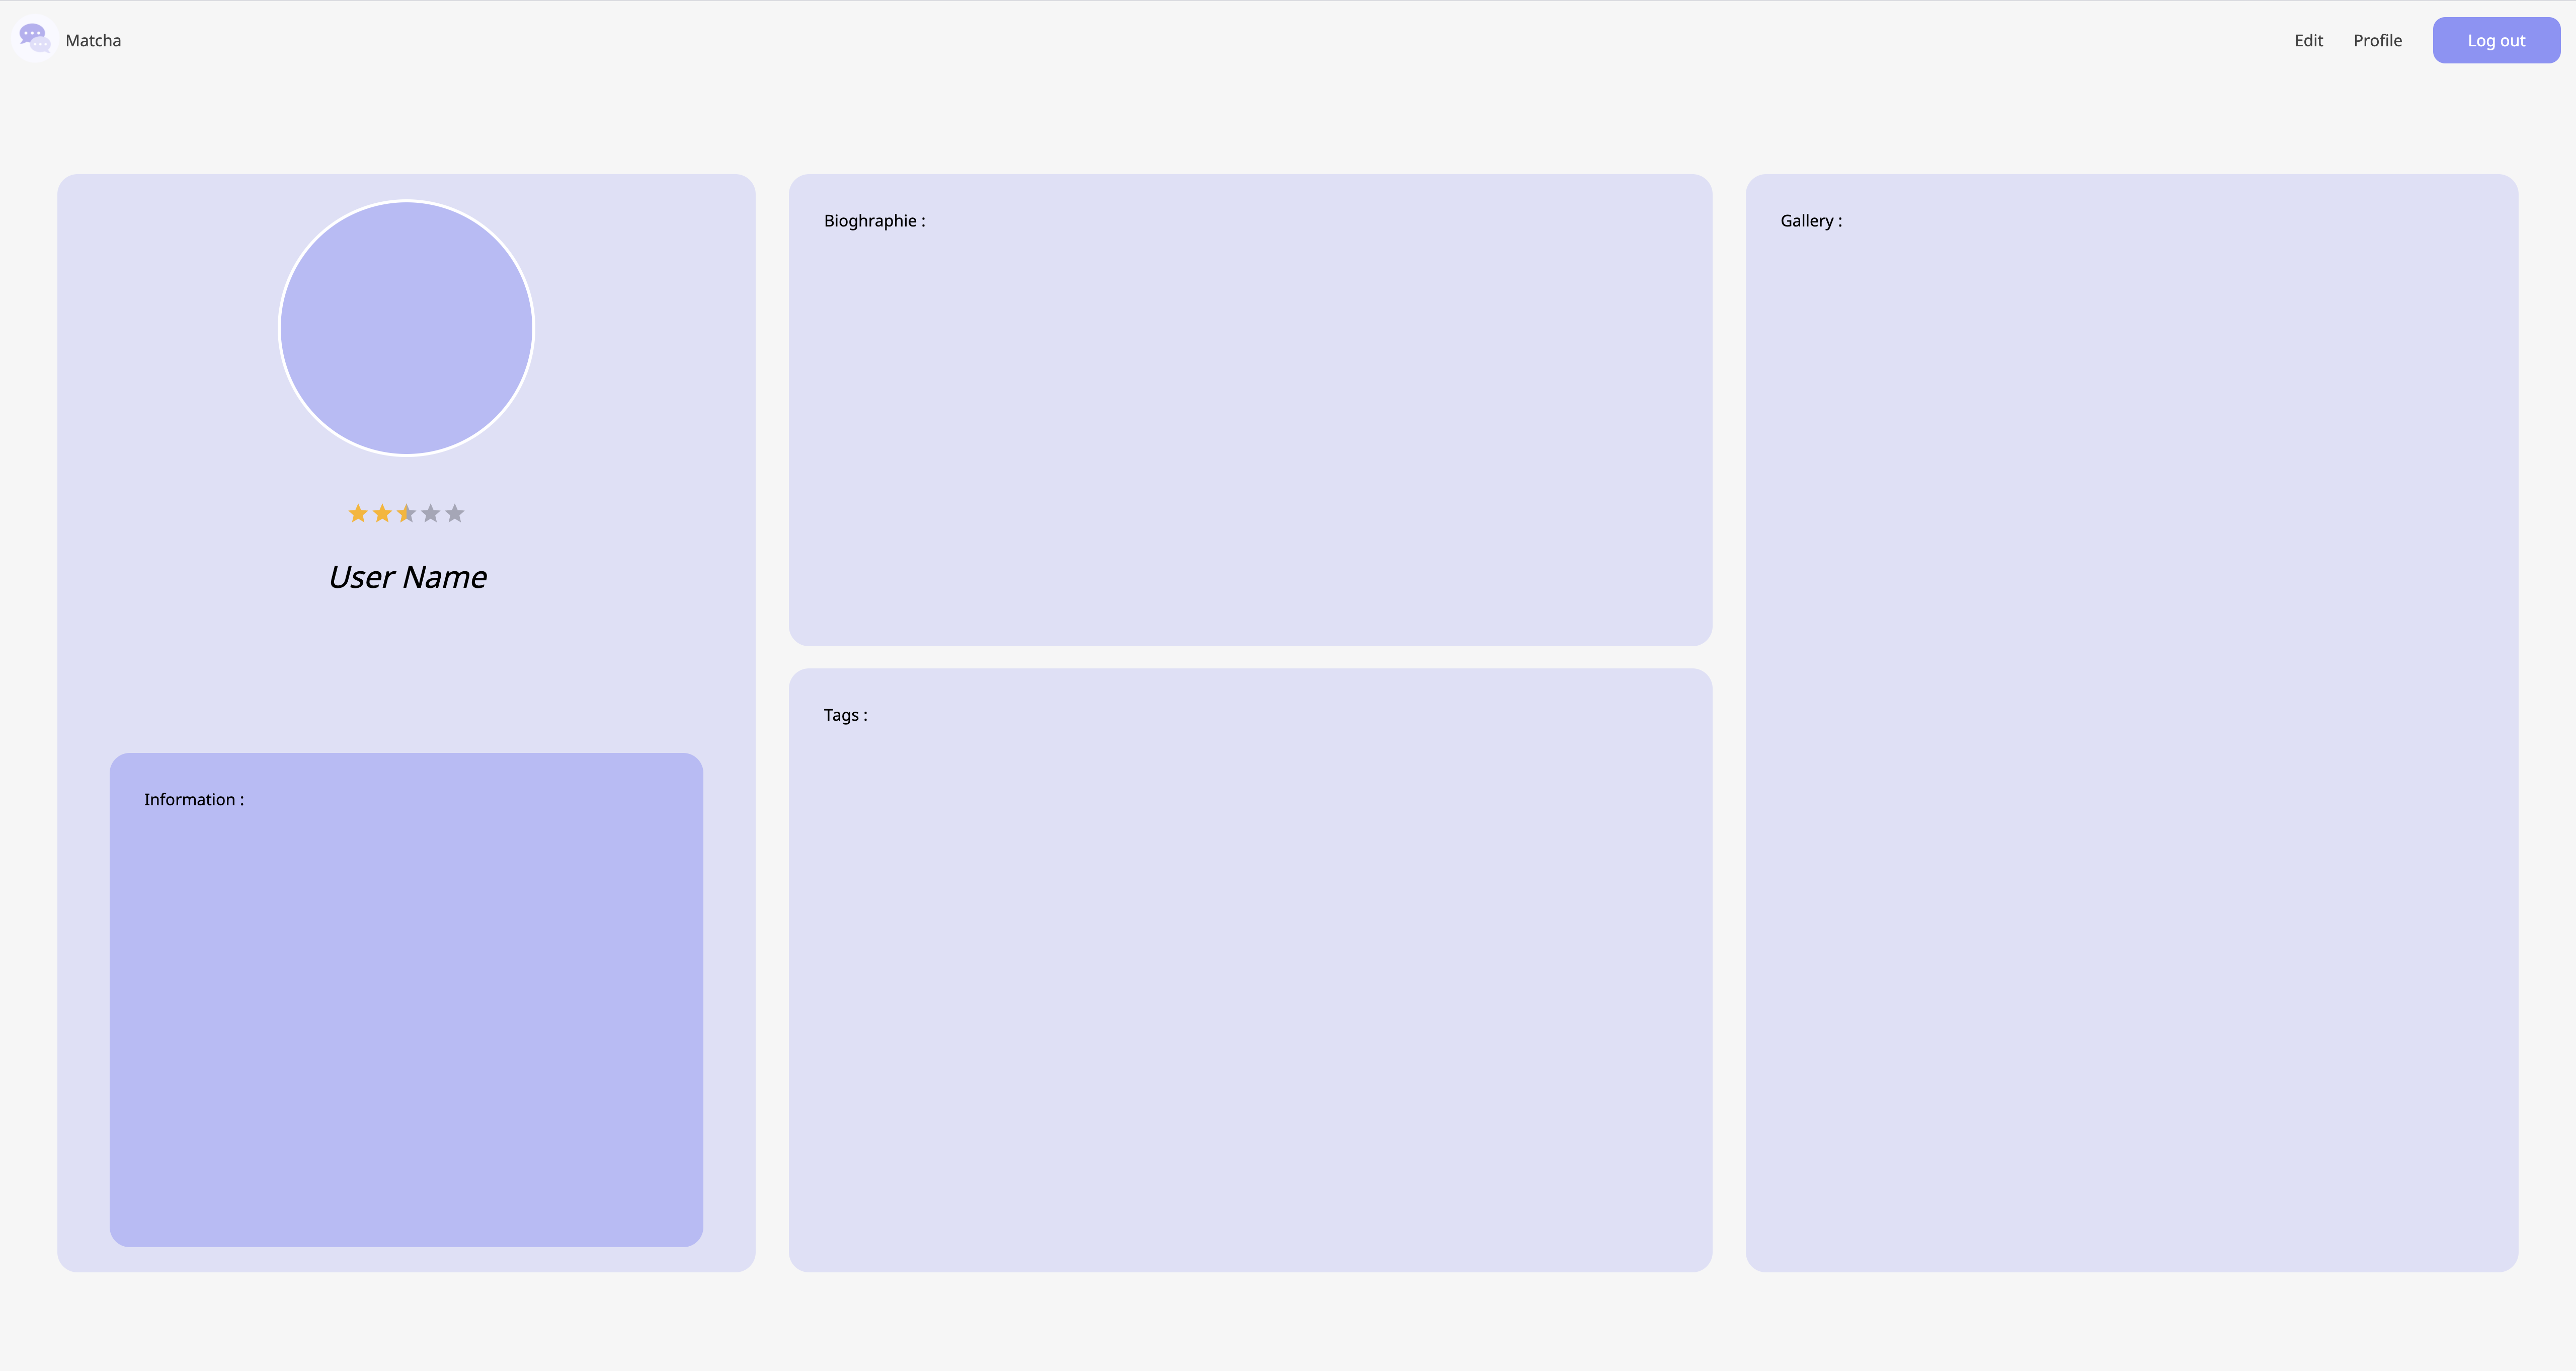 Matcha
Edit
Profile
Log out
User Name
Information :
Bioghraphie :
Tags :
Gallery :